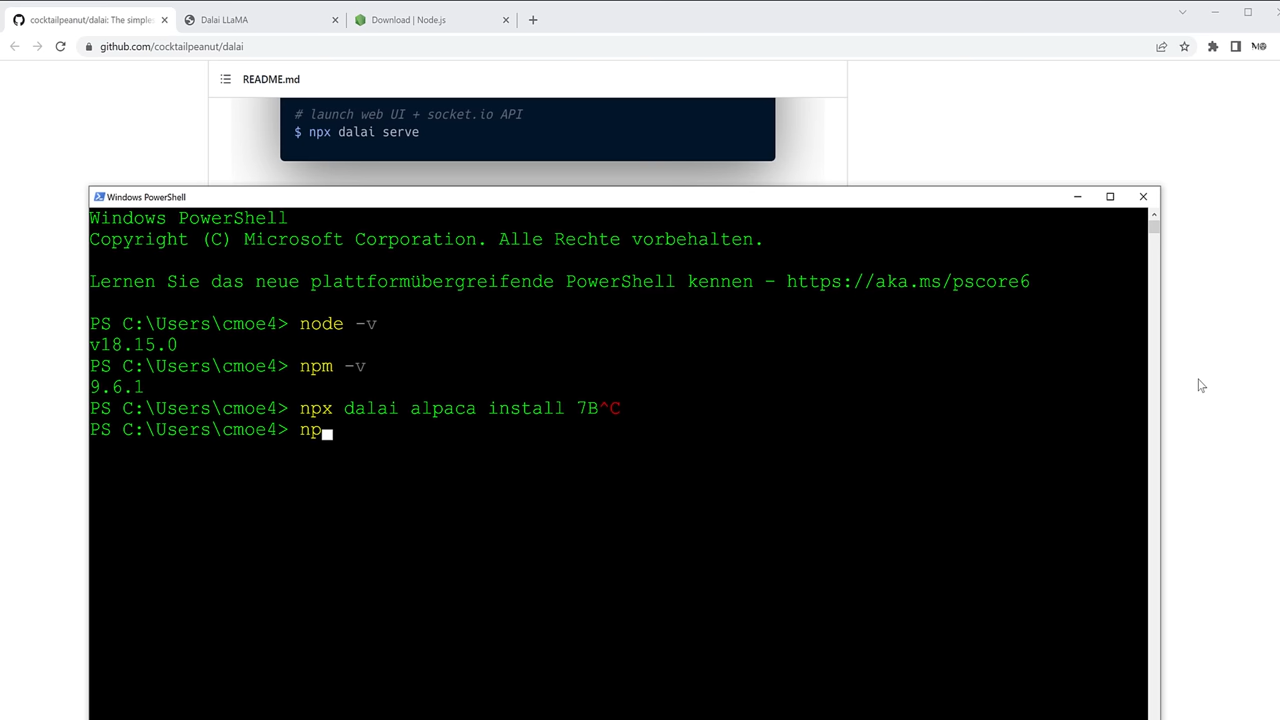 cocktailpeanut/dalai: The simples
Dalai LLaMA
Download | Node.js
github.com/cocktailpeanut/dalai
README.md
# launch web UI + socket.io API
$ npx dalai serve
Windows PowerShell
Windows PowerShell
Copyright (C) Microsoft Corporation. Alle Rechte vorbehalten.
Lernen Sie das neue plattformübergreifende PowerShell kennen – https://aka.ms/pscore6
PS C:\Users\cmoe4> node -v
v18.15.0
PS C:\Users\cmoe4> npm -v
9.6.1
PS C:\Users\cmoe4> npx dalai alpaca install 7B^C
PS C:\Users\cmoe4> np